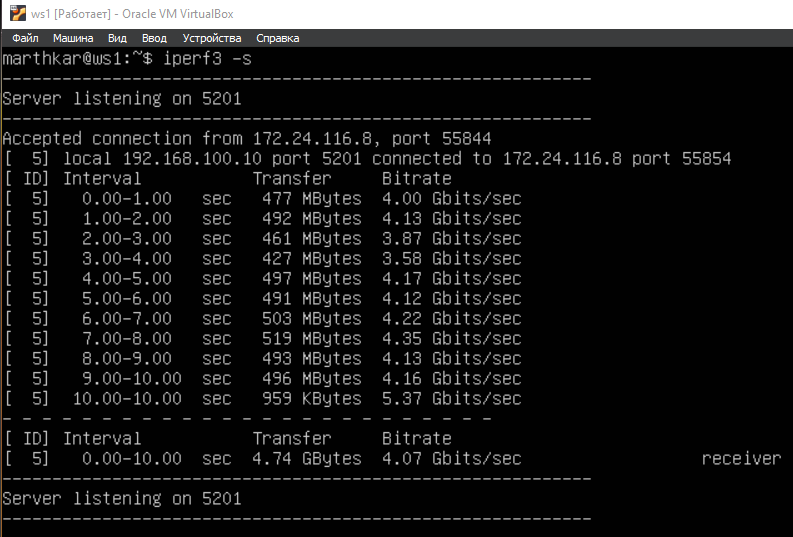 ws1 [Работает] - Oracle VM VirtualBox
Файл Машина Вид Ввод Устройства Справка
marthkar@ws1:~$ iperf3 -s
-----------------------------------------------------------
Server listening on 5201
-----------------------------------------------------------
Accepted connection from 172.24.116.8, port 55844
[  5] local 192.168.100.10 port 5201 connected to 172.24.116.8 port 55854
[ ID] Interval           Transfer     Bitrate
[  5]   0.00-1.00   sec   477 MBytes  4.00 Gbits/sec
[  5]   1.00-2.00   sec   492 MBytes  4.13 Gbits/sec
[  5]   2.00-3.00   sec   461 MBytes  3.87 Gbits/sec
[  5]   3.00-4.00   sec   427 MBytes  3.58 Gbits/sec
[  5]   4.00-5.00   sec   497 MBytes  4.17 Gbits/sec
[  5]   5.00-6.00   sec   491 MBytes  4.12 Gbits/sec
[  5]   6.00-7.00   sec   503 MBytes  4.22 Gbits/sec
[  5]   7.00-8.00   sec   519 MBytes  4.35 Gbits/sec
[  5]   8.00-9.00   sec   493 MBytes  4.13 Gbits/sec
[  5]   9.00-10.00  sec   496 MBytes  4.16 Gbits/sec
[  5]  10.00-10.00  sec   959 KBytes  5.37 Gbits/sec
- - - - - - - - - - - - - - - - - - - - - - - - -
[ ID] Interval           Transfer     Bitrate
[  5]   0.00-10.00  sec  4.74 GBytes  4.07 Gbits/sec                  receiver
-----------------------------------------------------------
Server listening on 5201
-----------------------------------------------------------